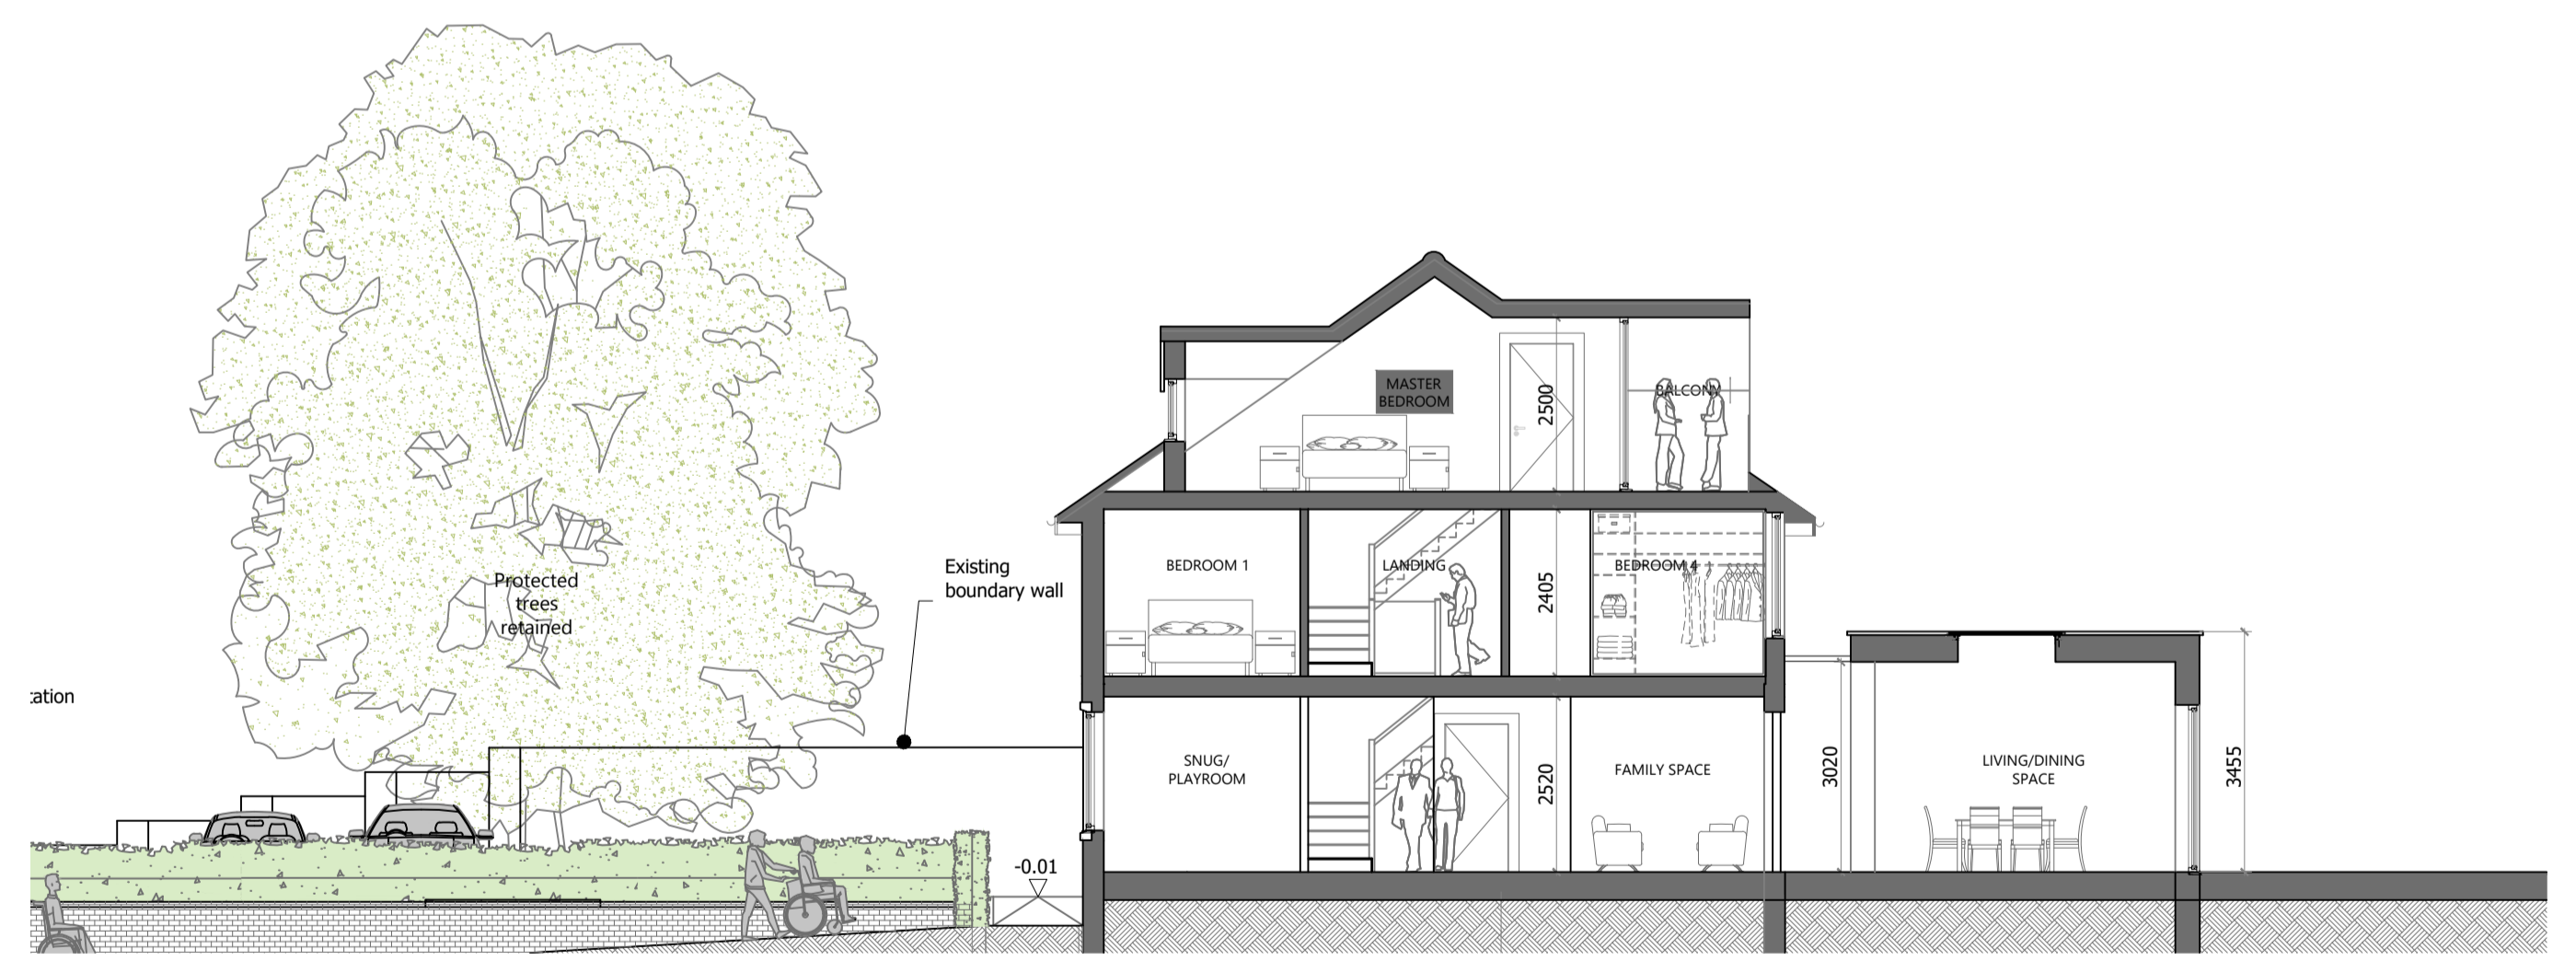 MASTER
BEDROOM
2500
BALCONY
Existing
boundary wall
BEDROOM 1
LANDING
2405
BEDROOM 4
Protected
trees
retained
SNUG/
PLAYROOM
2520
FAMILY SPACE
3020
LIVING/DINING
SPACE
3455
-0.01